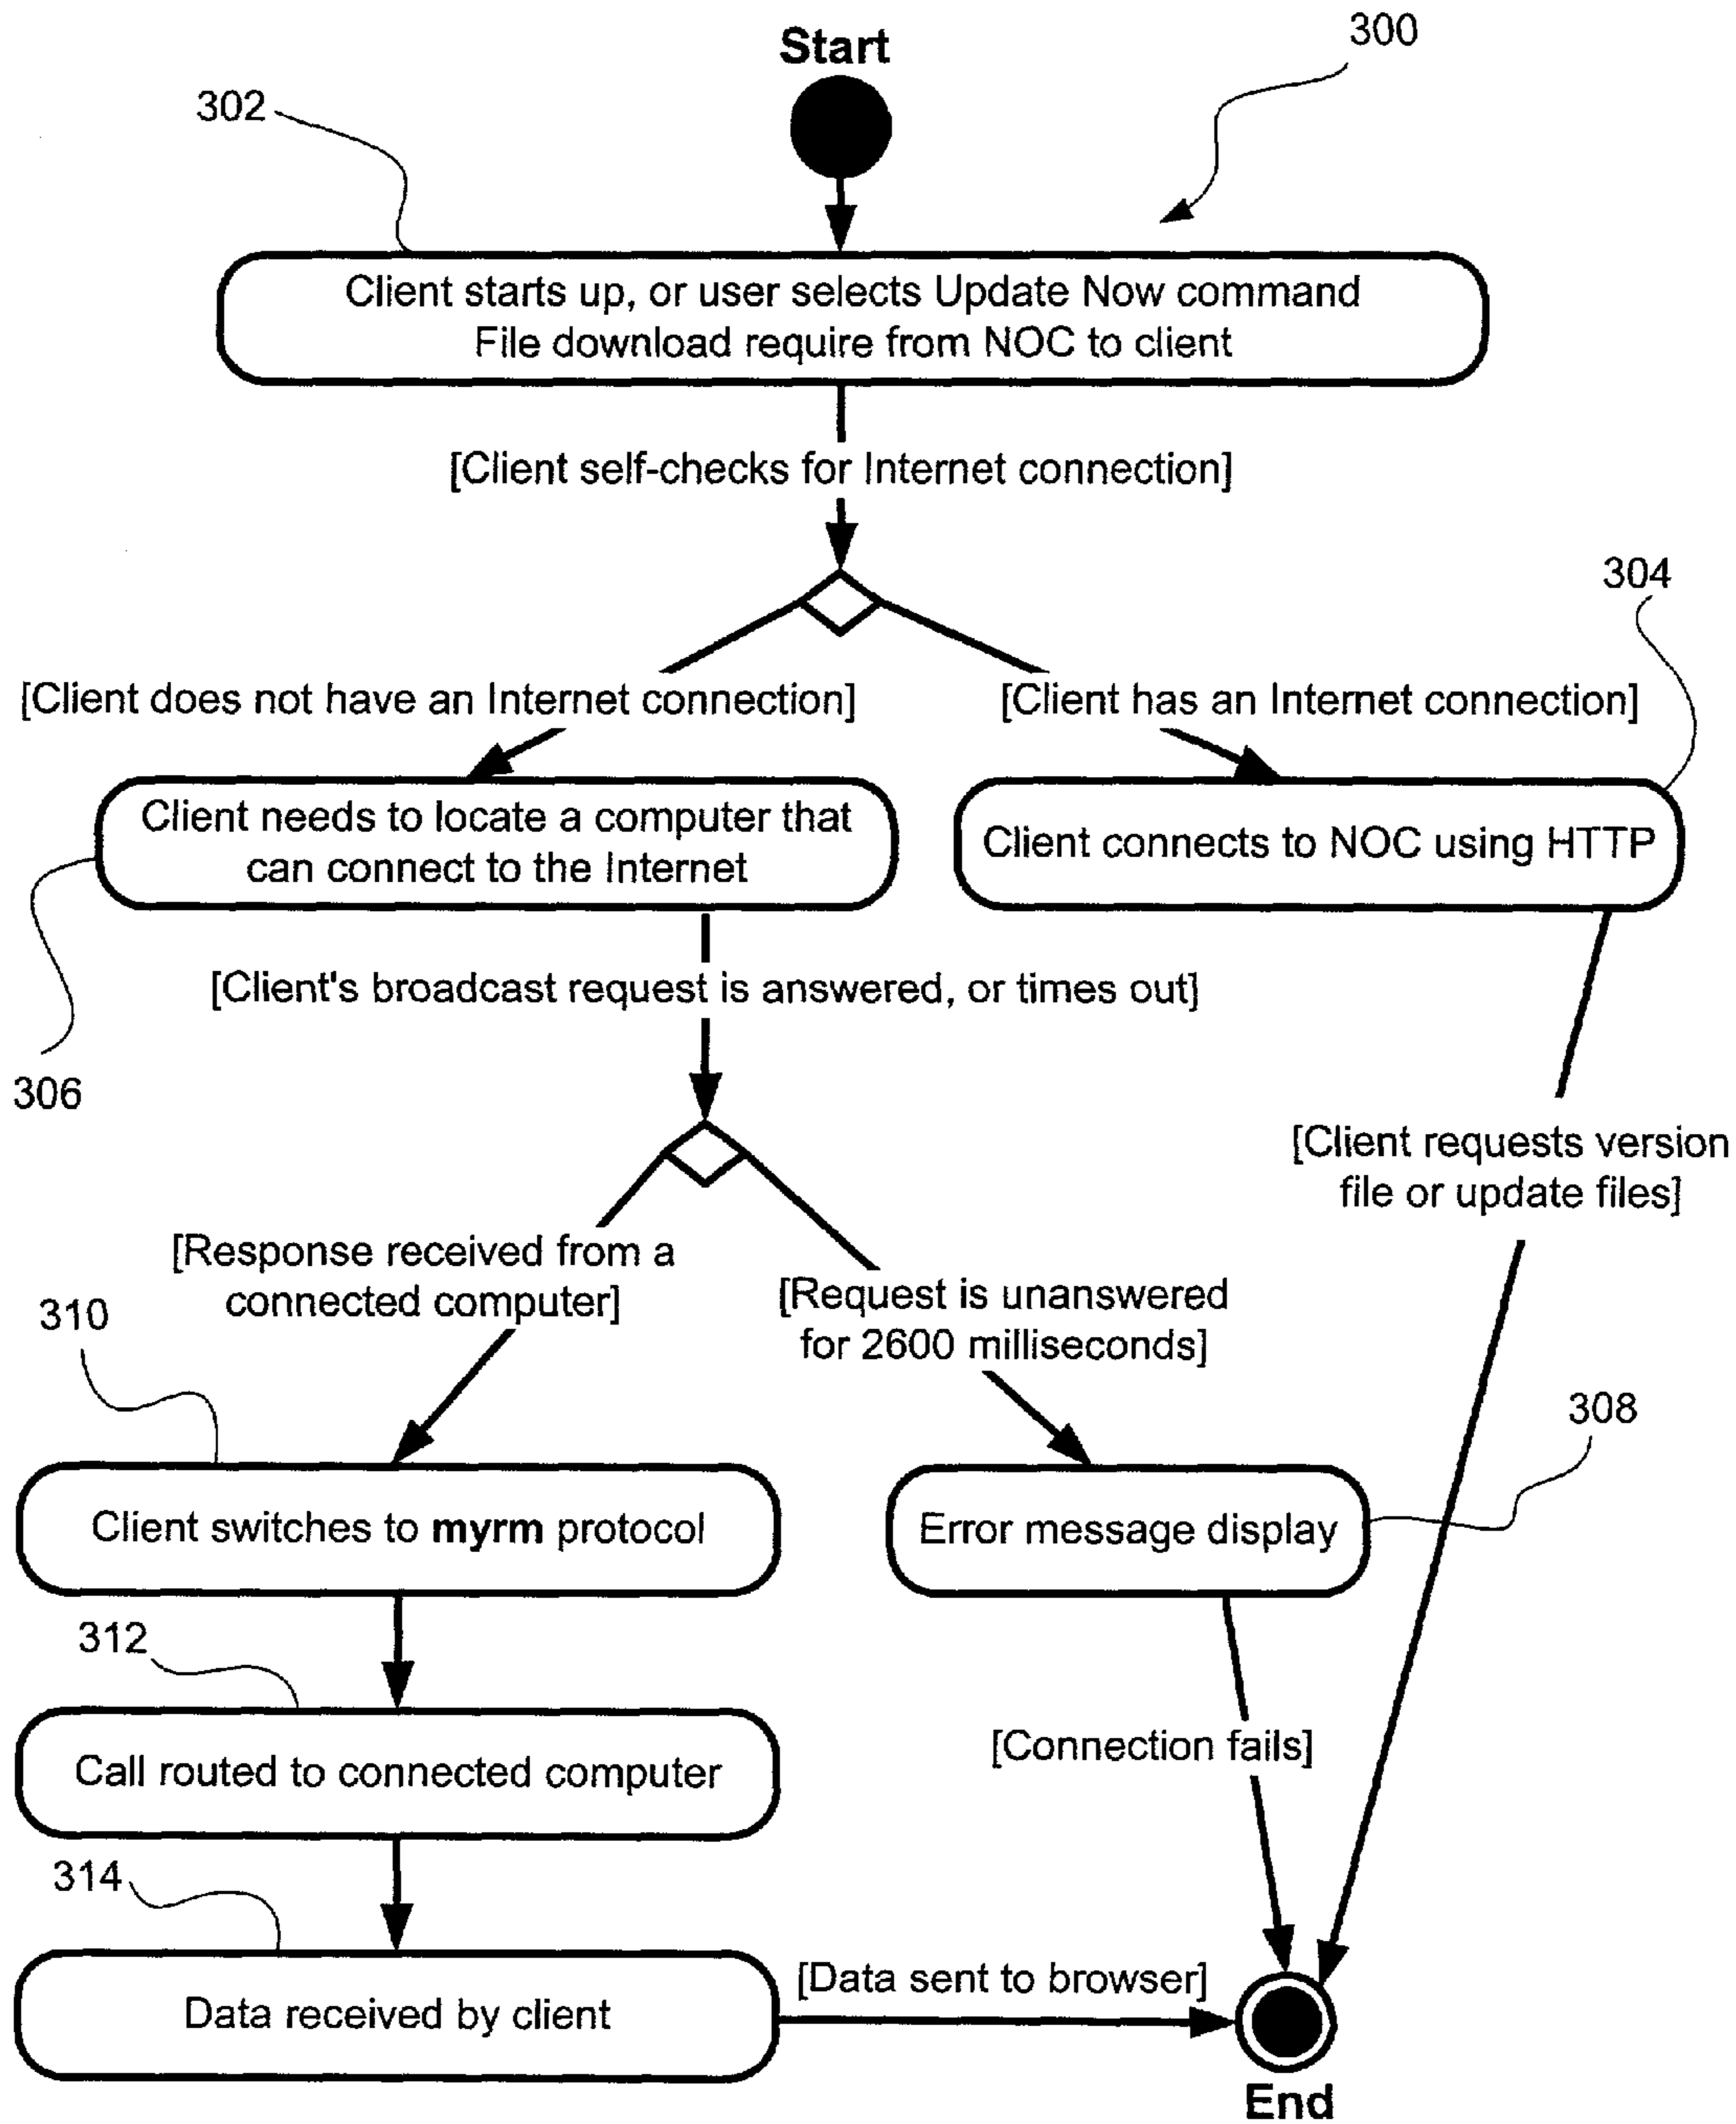 Start
300
302
Client starts up, or user selects Update Now command
File download require from NOC to client
[Client self-checks for Internet connection]
304
[Client does not have an Internet connection]
[Client has an Internet connection]
Client needs to locate a computer that
can connect to the Internet
Client connects to NOC using HTTP
[Client's broadcast request is answered, or times out]
306
[Client requests version
file or update files]
[Response received from a
connected computer]
[Request is unanswered
for 2600 milliseconds]
310
308
Client switches to myrm protocol
Error message display
312
[Connection fails]
Call routed to connected computer
314
[Data sent to browser]
Data received by client
End